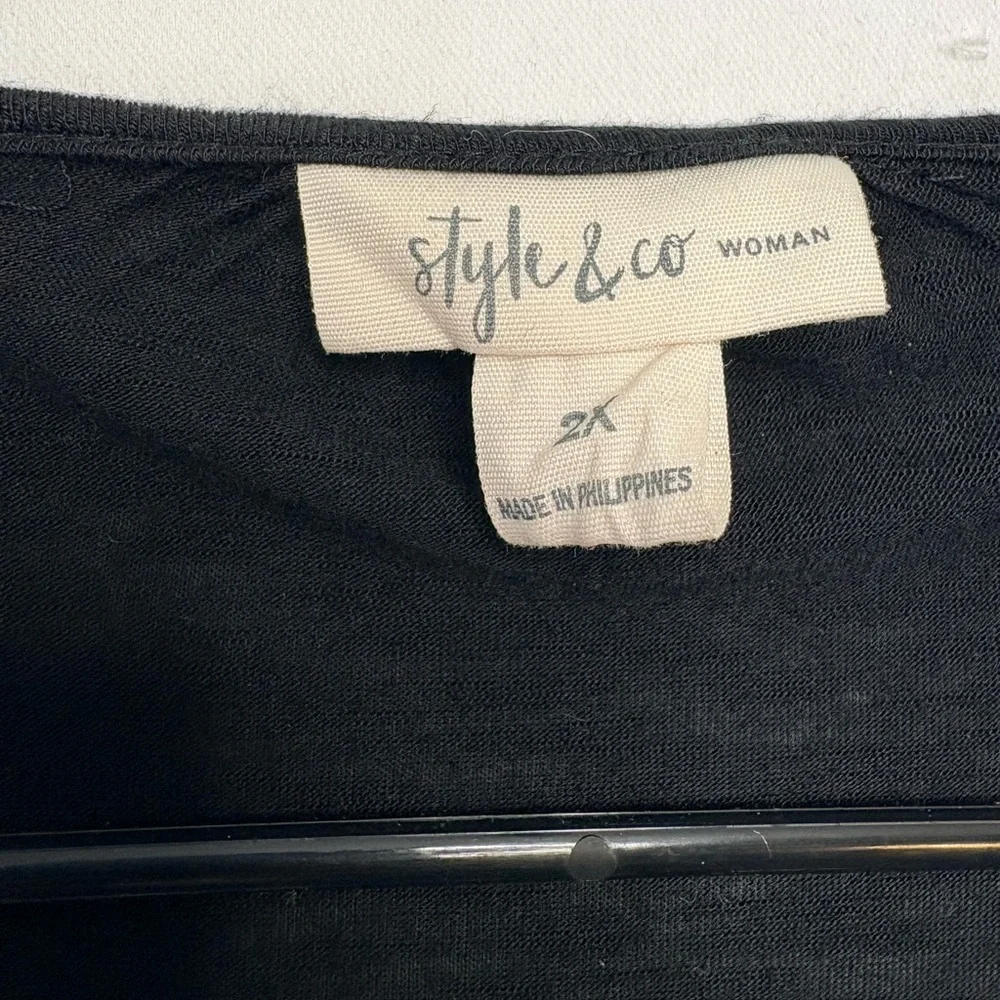 style & co WOMAN
2X
MADE IN PHILIPPINES